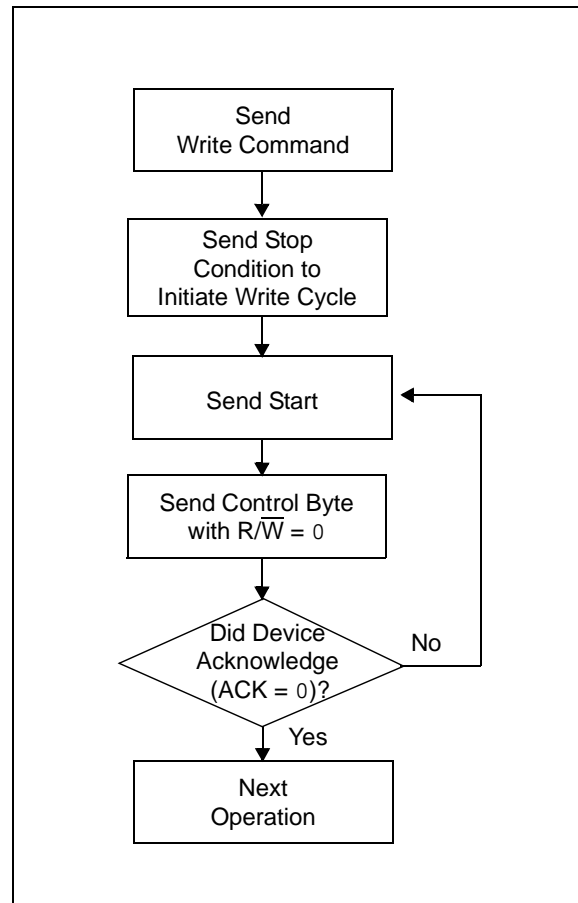 Send
Write Command
Send Stop
Condition to
Initiate Write Cycle
Send Start
Send Control Byte
with R/W̅ = 0
Did Device
Acknowledge
(ACK = 0)?
No
Yes
Next
Operation